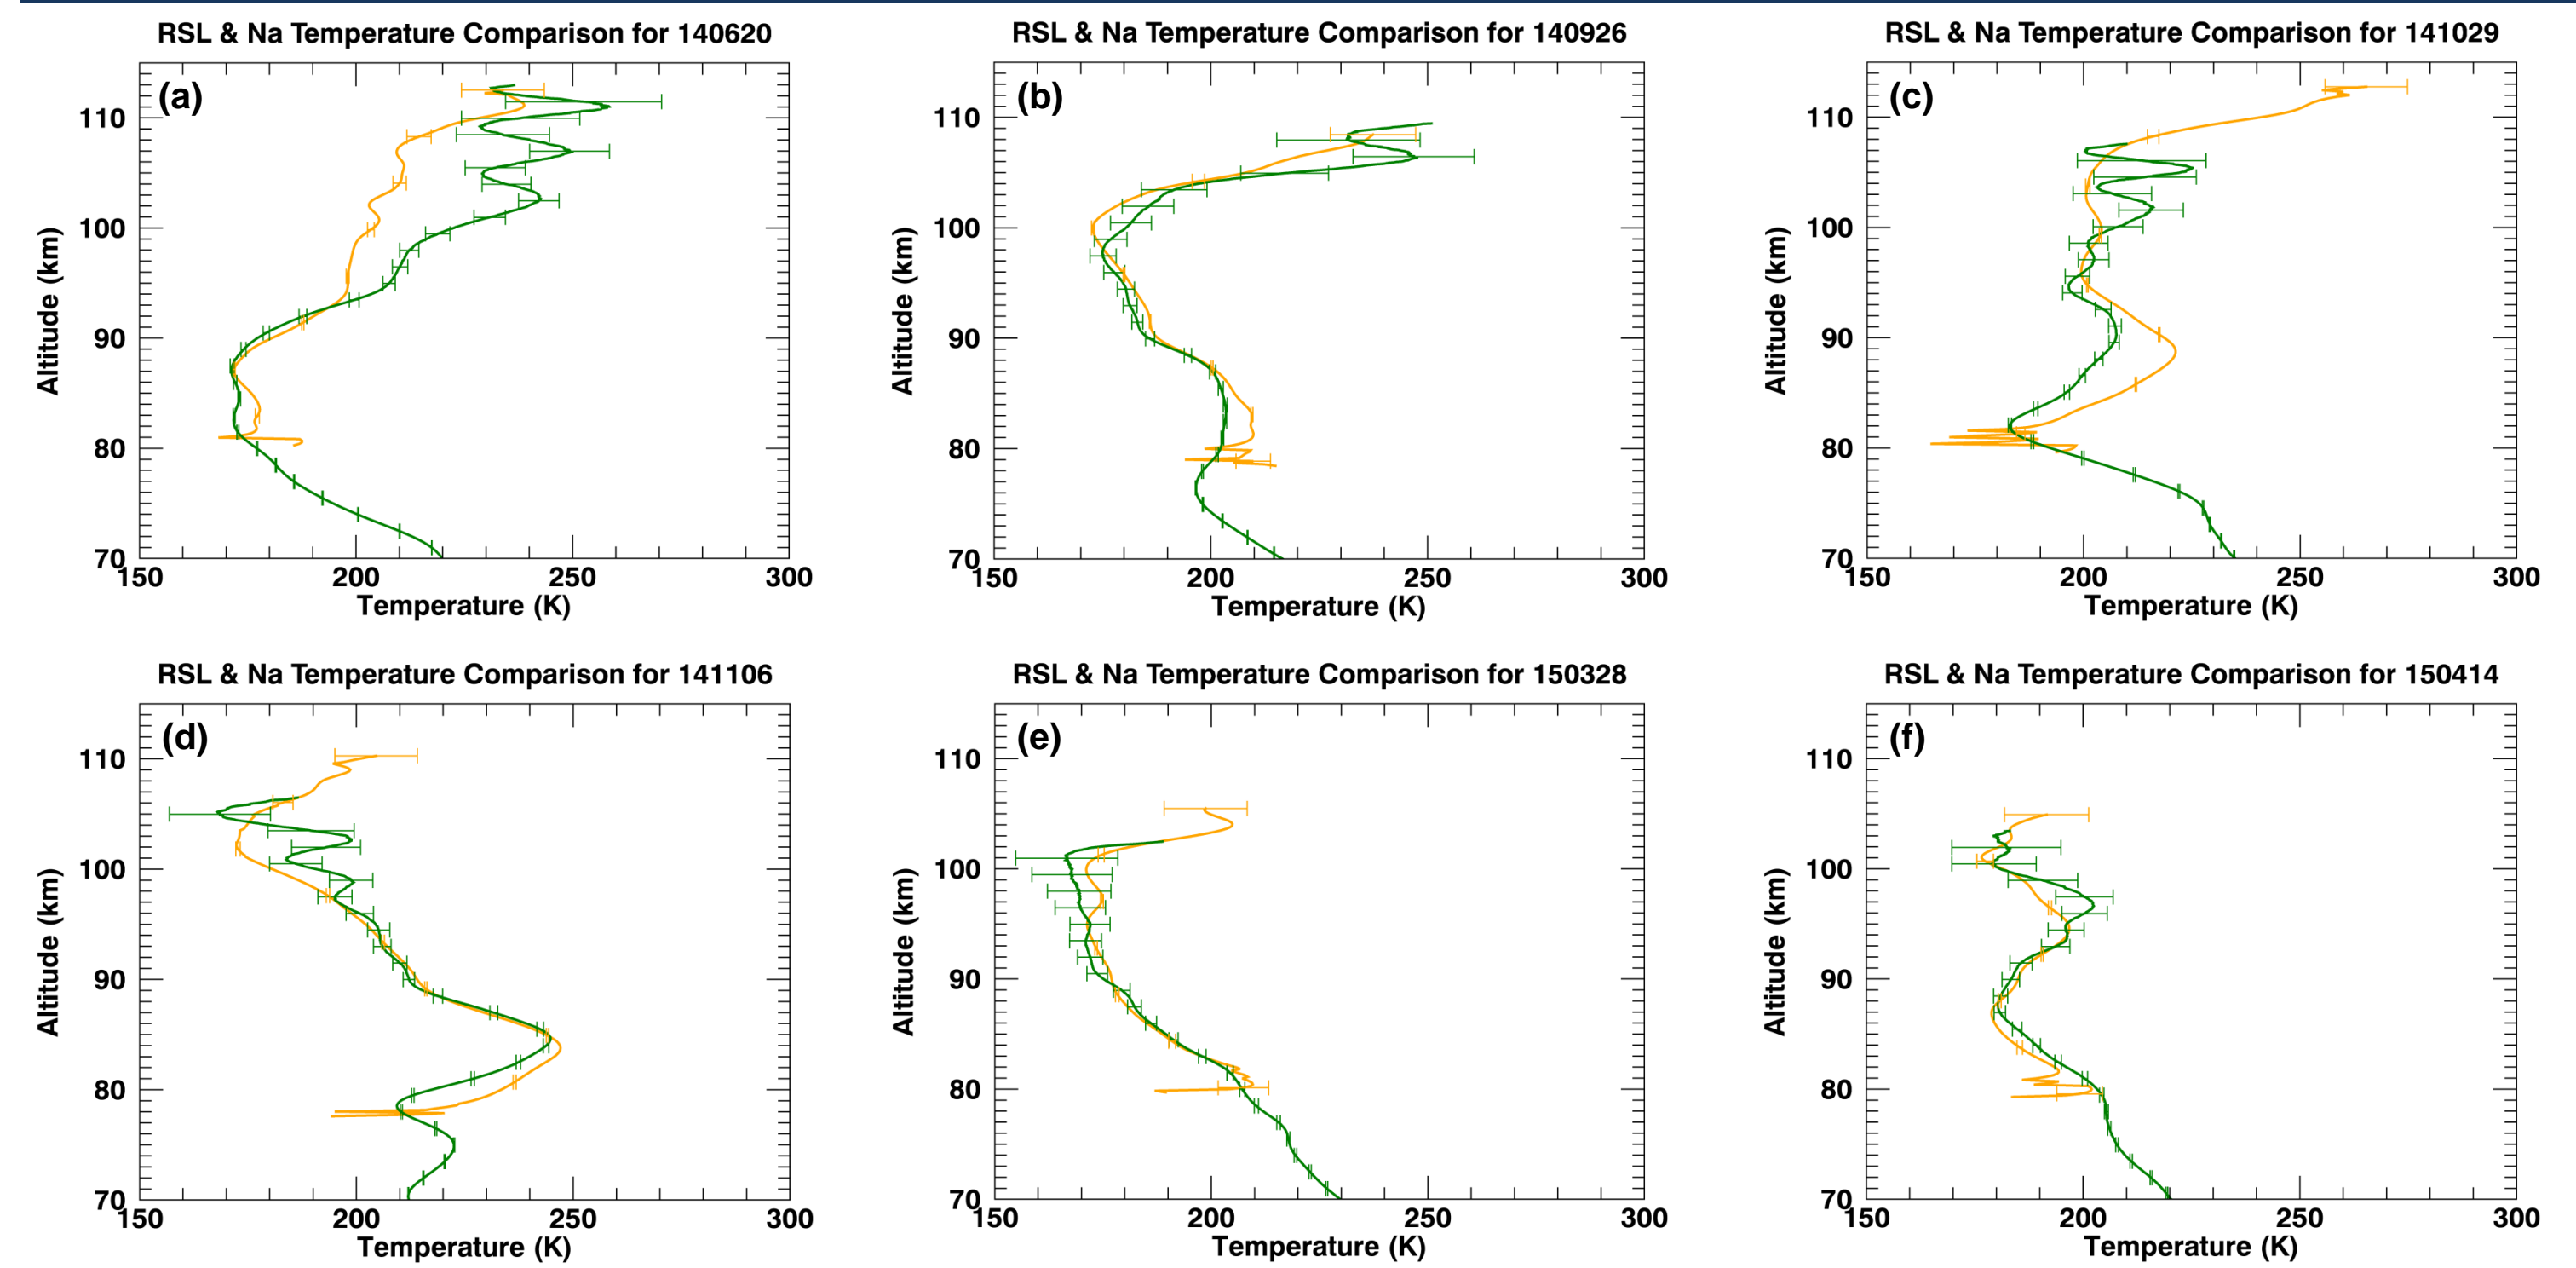 RSL & Na Temperature Comparison for 140620
RSL & Na Temperature Comparison for 140926
RSL & Na Temperature Comparison for 141029
(a)
110
100
90
80
70
Altitude (km)
150 200 250 300
Temperature (K)
(b)
110
100
90
80
70
Altitude (km)
150 200 250 300
Temperature (K)
(c)
110
100
90
80
70
Altitude (km)
150 200 250 300
Temperature (K)
RSL & Na Temperature Comparison for 141106
RSL & Na Temperature Comparison for 150328
RSL & Na Temperature Comparison for 150414
(d)
110
100
90
80
70
Altitude (km)
150 200 250 300
Temperature (K)
(e)
110
100
90
80
70
Altitude (km)
150 200 250 300
Temperature (K)
(f)
110
100
90
80
70
Altitude (km)
150 200 250 300
Temperature (K)